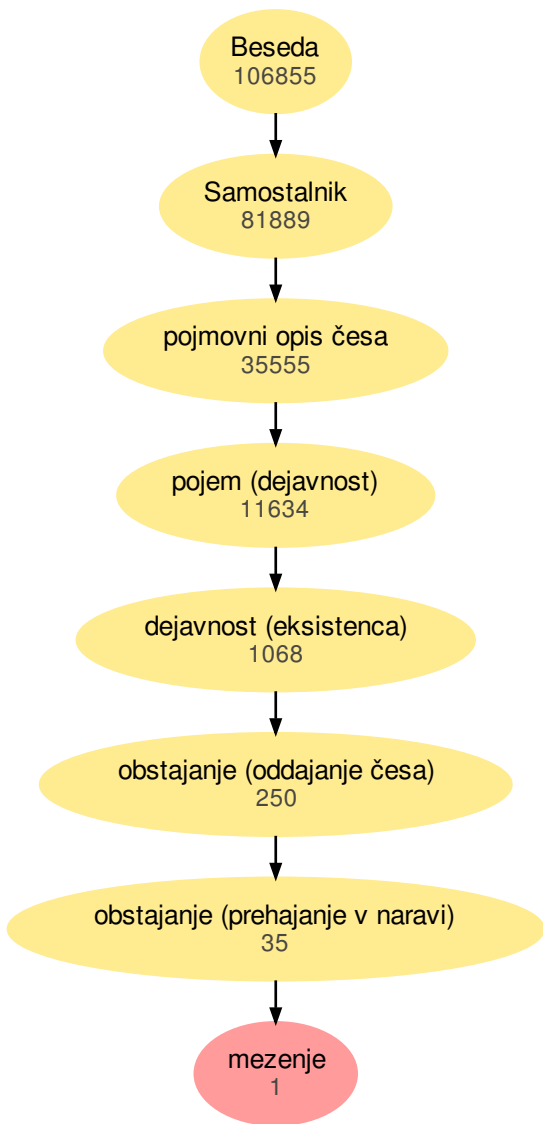 Beseda
106855
Samostalnik
81889
pojmovni opis česa
35555
pojem (dejavnost)
11634
dejavnost (eksistenca)
1068
obstajanje (oddajanje česa)
250
obstajanje (prehajanje v naravi)
35
mezenje
1